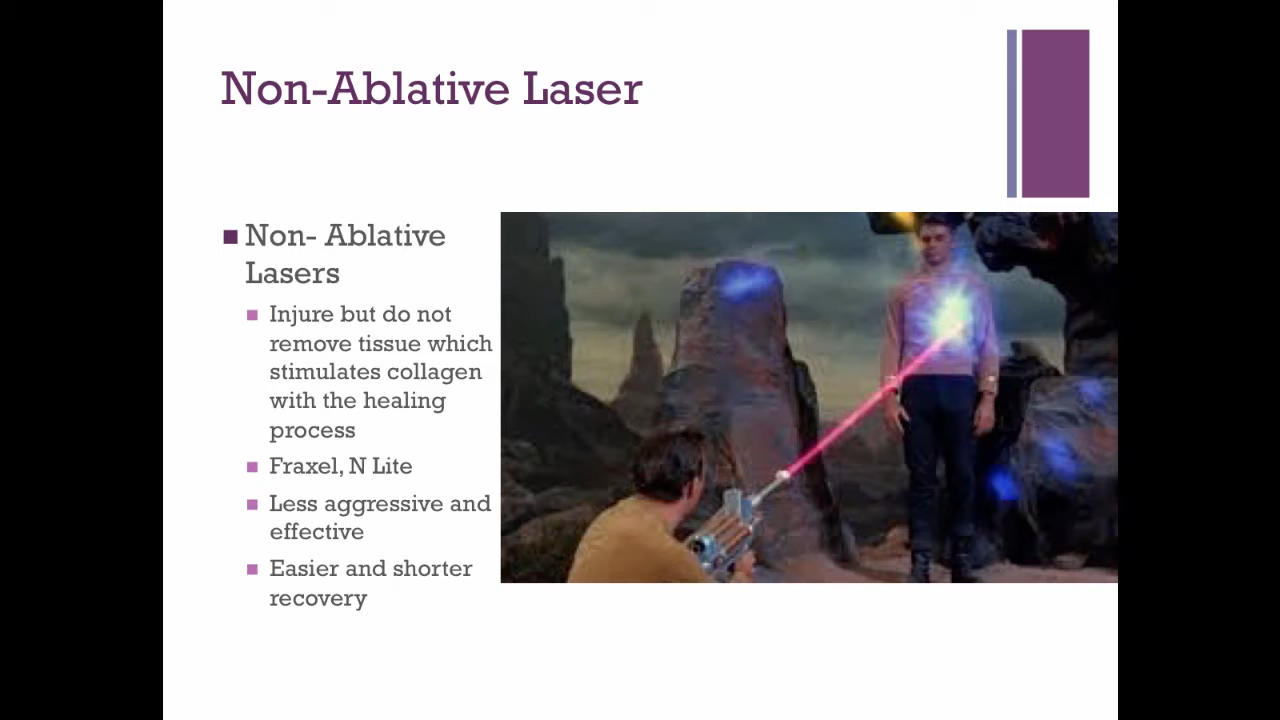 Non-Ablative Laser
Non- Ablative
Lasers
Injure but do not
remove tissue which
stimulates collagen
with the healing
process
Fraxel, N Lite
Less aggressive and
effective
Easier and shorter
recovery